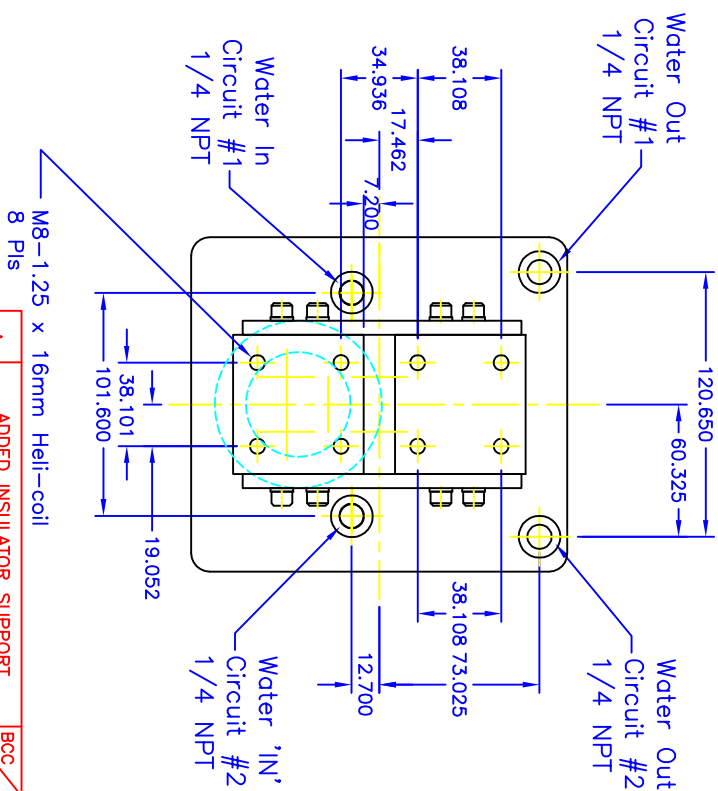 Water Out
Circuit #1
1/4 NPT
Water In
Circuit #1
1/4 NPT
38.108
34.936
17.462
7.200
120.650
60.325
M8-1.25 x 16mm Heli-coil
8 Pls
38.101
101.600
19.052
38.108
73.025
12.700
Water Out
Circuit #2
1/4 NPT
Water 'IN'
Circuit #2
1/4 NPT
ADDED INSULATOR SUPPORT
BCC